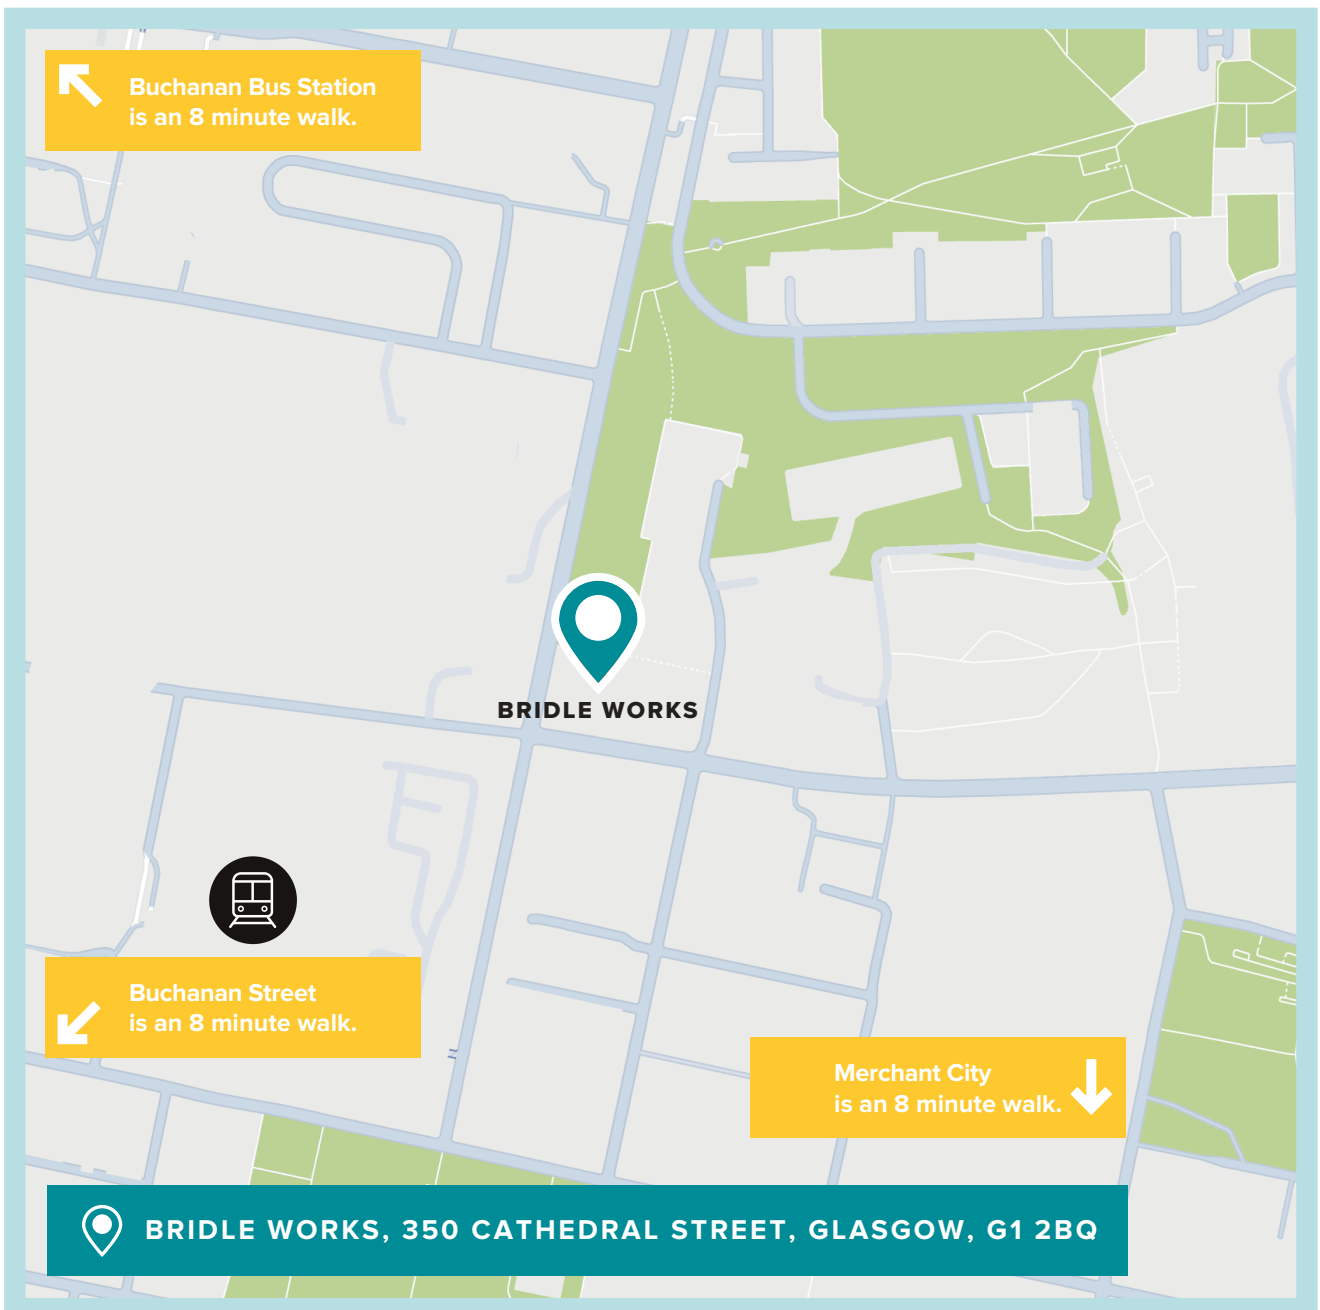 Buchanan Bus Station
is an 8 minute walk.
BRIDLE WORKS
Buchanan Street
is an 8 minute walk.
Merchant City
is an 8 minute walk.
BRIDLE WORKS, 350 CATHEDRAL STREET, GLASGOW, G1 2BQ